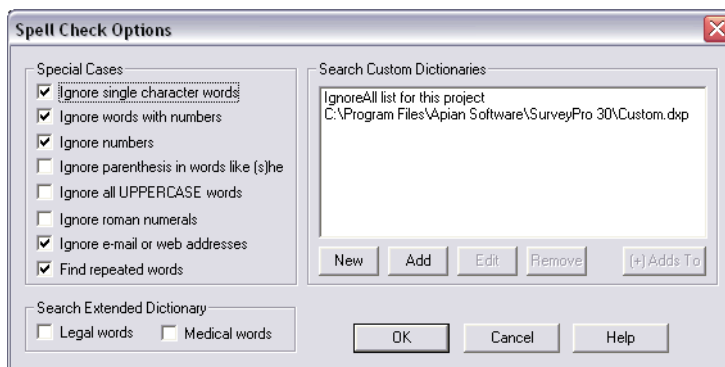 Spell Check Options
Special Cases
Ignore single character words
Ignore words with numbers
Ignore numbers
Ignore parenthesis in words like (s)he
Ignore all UPPERCASE words
Ignore roman numerals
Ignore e-mail or web addresses
Find repeated words
Search Extended Dictionary
Legal words Medical words
Search Custom Dictionaries
IgnoreAll list for this project
C:\Program Files\Apian Software\SurveyPro 30\Custom.dxp
New Add Edit Remove (+) Adds To
OK Cancel Help